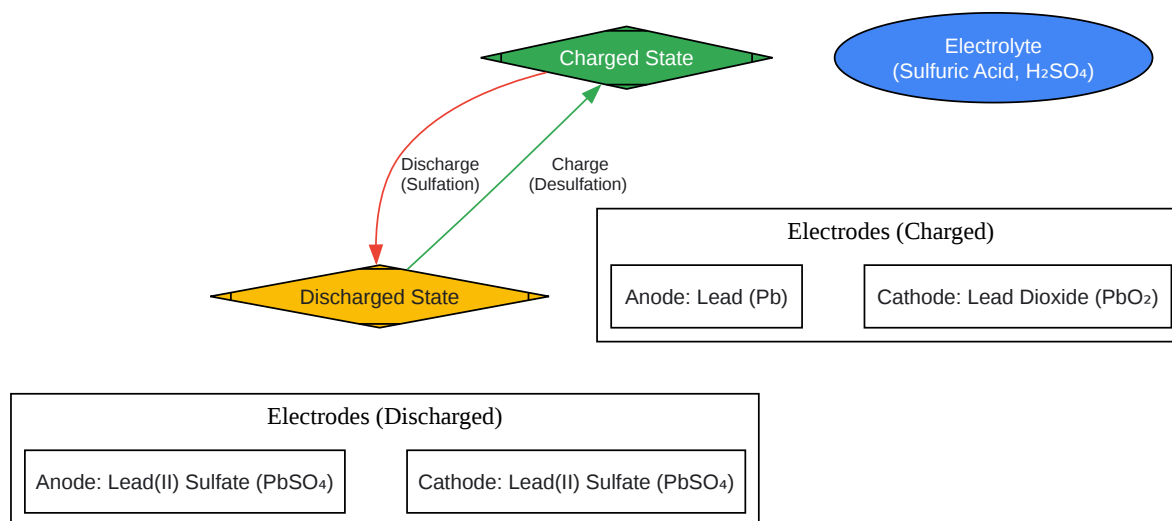 Charged State
Electrolyte
(Sulfuric Acid, H₂SO₄)
Discharge
(Sulfation)
Charge
(Desulfation)
Electrodes (Charged)
Anode: Lead (Pb)
Cathode: Lead Dioxide (PbO₂)
Discharged State
Electrodes (Discharged)
Anode: Lead(II) Sulfate (PbSO₄)
Cathode: Lead(II) Sulfate (PbSO₄)